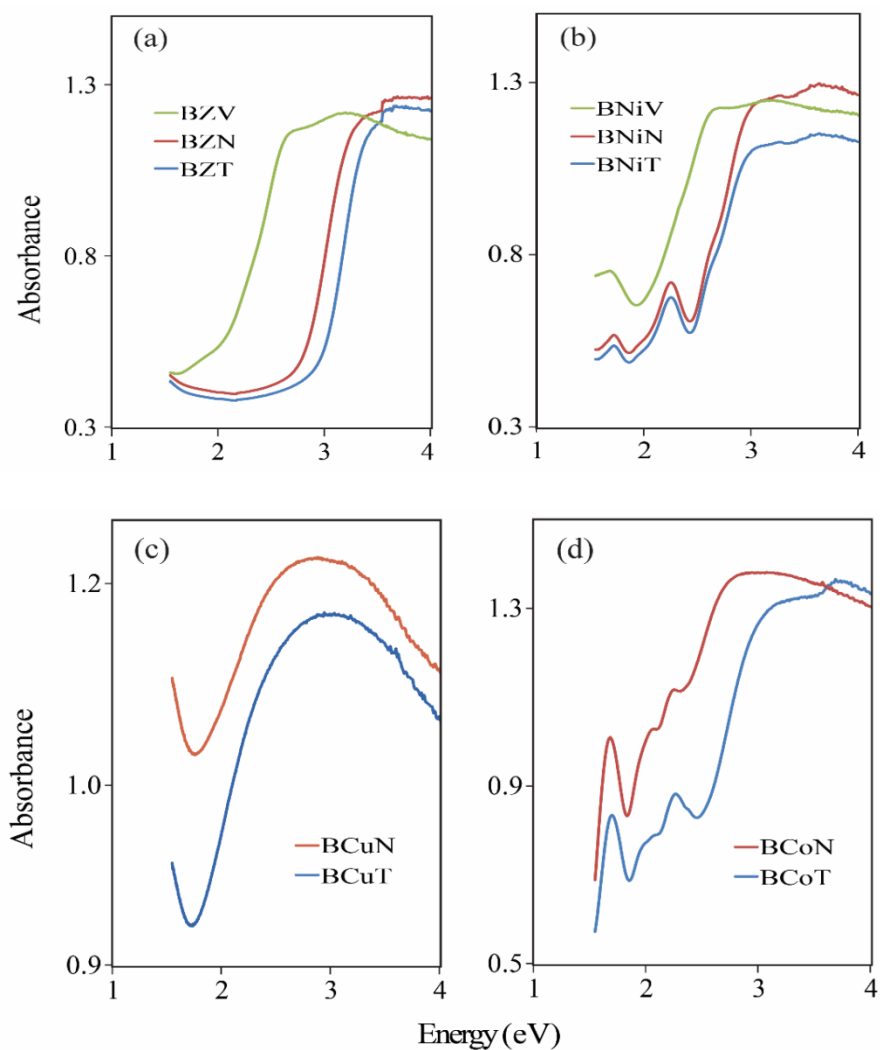 (a)
Absorbance
1.3
0.8
0.3
BZV
BZN
BZT
1 2 3 4
(b)
1.3
0.8
0.3
BNiV
BNiN
BNiT
1 2 3 4
(c)
Absorbance
1.2
1.0
0.9
BCuN
BCuT
1 2 3 4
(d)
1.3
0.9
0.5
BCoN
BCoT
1 2 3 4
Energy (eV)